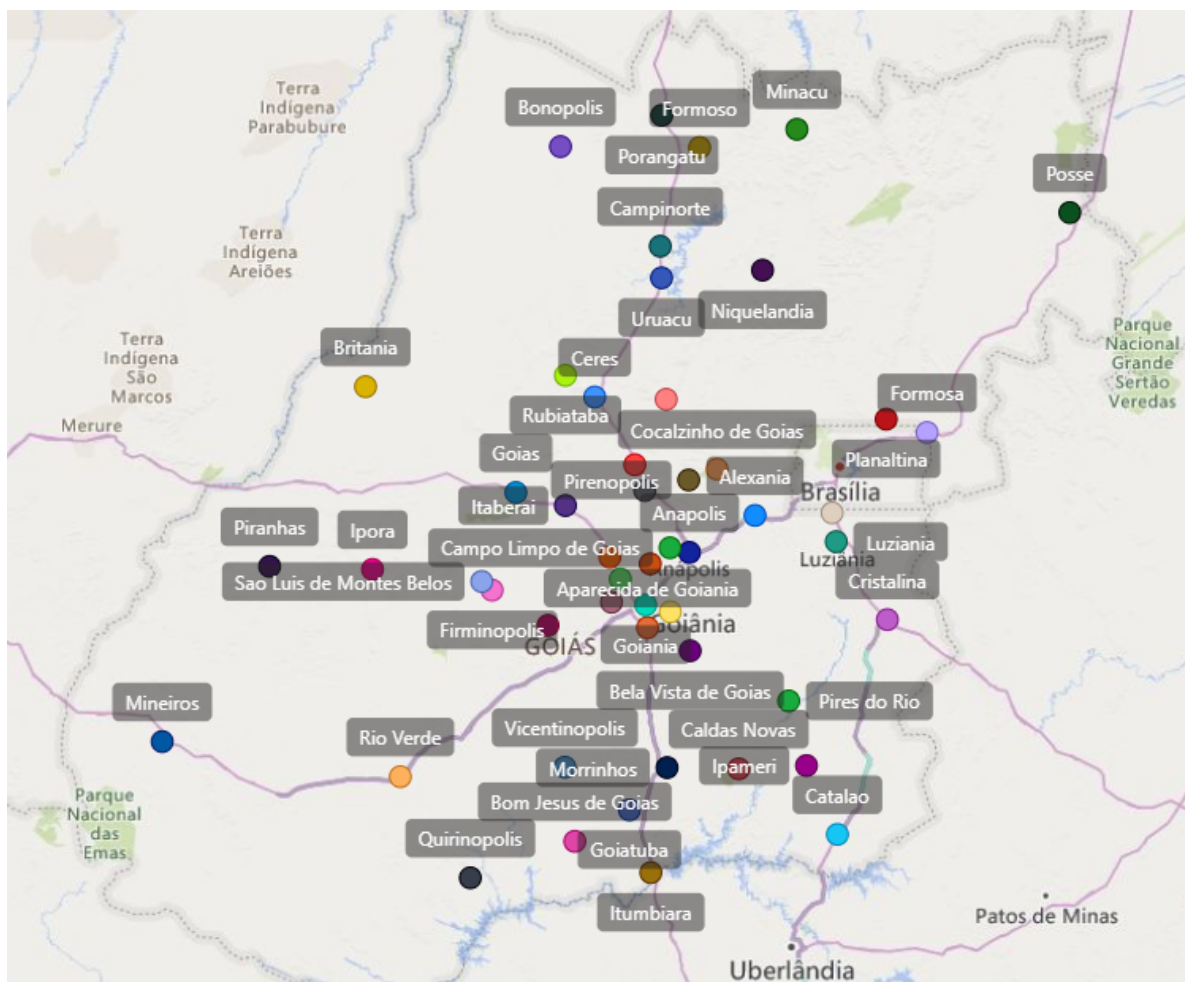 Terra
Indígena
Parabubure
Bonopolis
Formoso
Minacu
Porangatu
Posse
Campinorte
Terra
Indígena
Areiões
Uruacu
Niquelandia
Terra
Indígena
São
Marcos
Britania
Ceres
Parque
Nacional
Grande
Sertão
Veredas
Merure
Rubiataba
Formosa
Cocalzinho de Goias
Goias
Planaltina
Pirenopolis
Alexania
Brasília
Itaberai
Anapolis
Piranhas
Ipora
Campo Limpo de Goias
Luziania
Luziânia
Anápolis
Sao Luis de Montes Belos
Aparecida de Goiania
Cristalina
Firminopolis
Goiânia
GOIÁS
Goiania
Bela Vista de Goias
Pires do Rio
Mineiros
Rio Verde
Vicentinopolis
Caldas Novas
Morrinhos
Ipameri
Catalao
Parque
Nacional
das
Emas
Bom Jesus de Goias
Quirinopolis
Goiatuba
Itumbiara
Patos de Minas
Uberlândia